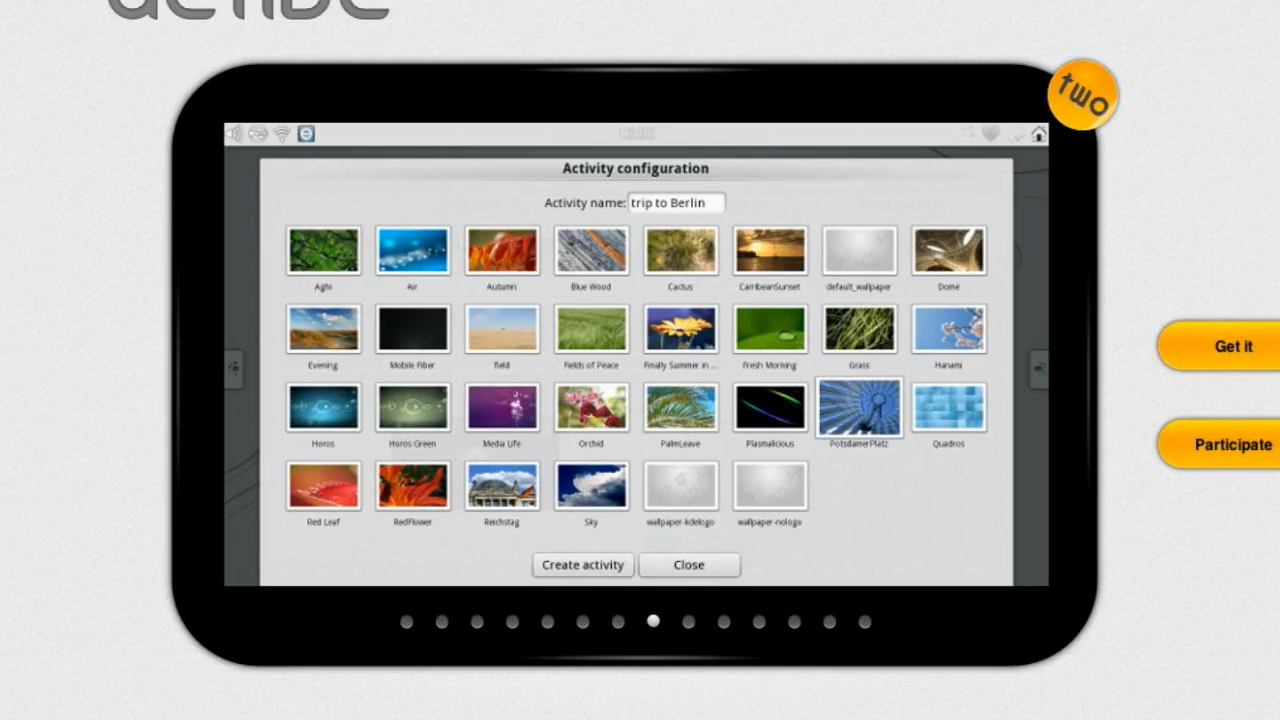 two
Activity configuration
Activity name: trip to Berlin
Aghi Air Autumn Blue Wood Cactus CarribeanSunset default_wallpaper Dome
Evening Mobile Fiber field Fields of Peace Finally Summer in ... Fresh Morning Grass Hanami
Get it
Horos Horos Green Media Life Orchid PalmLeave Plasmalicious PotsdamerPlatz Quadros
Participate
Red Leaf RedFlower Reichstag Sky wallpaper-kdelogo wallpaper-nologo
Create activity Close